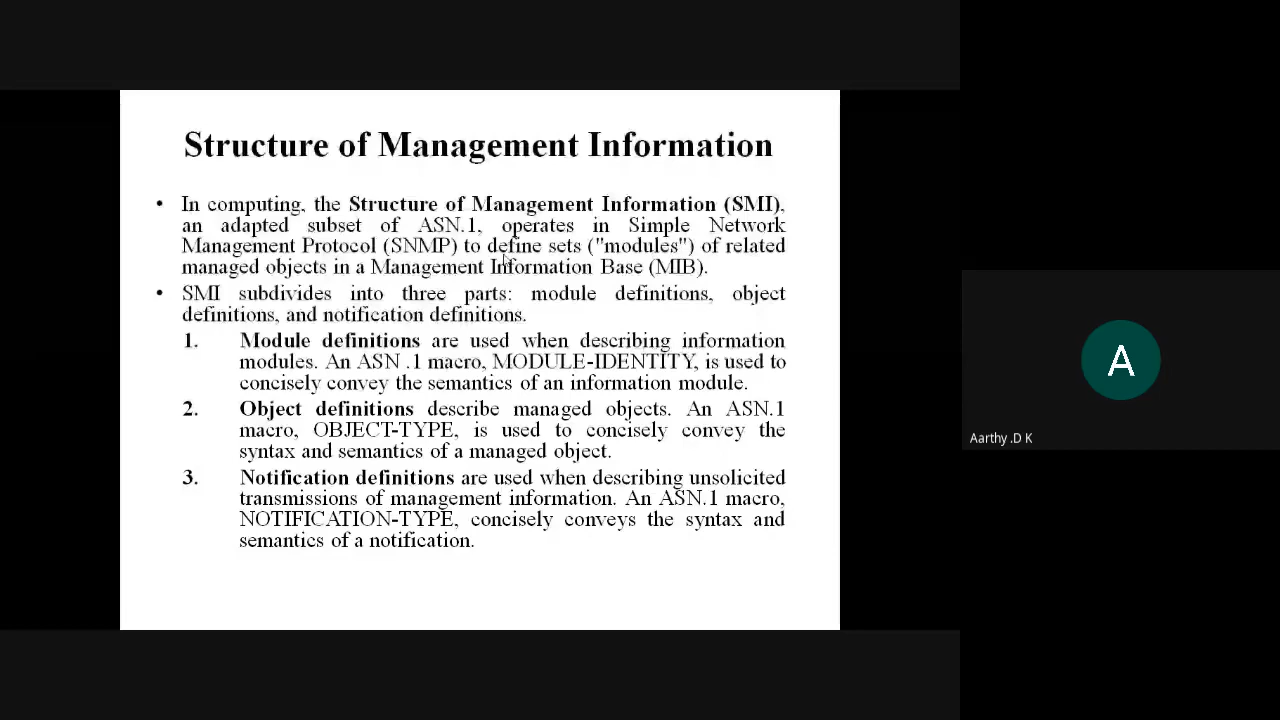 Structure of Management Information
• In computing, the Structure of Management Information (SMI),
an adapted subset of ASN.1, operates in Simple Network
Management Protocol (SNMP) to define sets ("modules") of related
managed objects in a Management Information Base (MIB).
• SMI subdivides into three parts: module definitions, object
definitions, and notification definitions.
1. Module definitions are used when describing information
modules. An ASN .1 macro, MODULE-IDENTITY, is used to
concisely convey the semantics of an information module.
2. Object definitions describe managed objects. An ASN.1
macro, OBJECT-TYPE, is used to concisely convey the
syntax and semantics of a managed object.
3. Notification definitions are used when describing unsolicited
transmissions of management information. An ASN.1 macro,
NOTIFICATION-TYPE, concisely conveys the syntax and
semantics of a notification.
A
Aarthy .D K